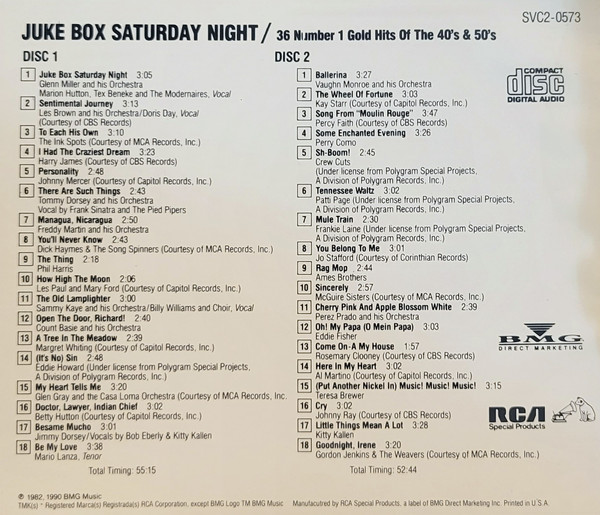 SVC2-0573
JUKE BOX SATURDAY NIGHT / 36 Number 1 Gold Hits Of The 40's & 50's
DISC 1
1 Juke Box Saturday Night 3:05
Glenn Miller and his Orchestra
Marion Hutton, Tex Beneke and The Modernaires, Vocal
2 Sentimental Journey 3:13
Les Brown and his Orchestra/Doris Day, Vocal
(Courtesy of CBS Records)
3 To Each His Own 3:10
The Ink Spots (Courtesy of MCA Records, Inc.)
4 I Had The Craziest Dream 3:23
Harry James (Courtesy of CBS Records)
5 Personality 2:48
Johnny Mercer (Courtesy of Capitol Records, Inc.)
6 There Are Such Things 2:43
Tommy Dorsey and his Orchestra
Vocal by Frank Sinatra and The Pied Pipers
7 Managua, Nicaragua 2:50
Freddy Martin and his Orchestra
8 You'll Never Know 2:43
Dick Haymes & The Song Spinners (Courtesy of MCA Records, Inc.)
9 The Thing 2:18
Phil Harris
10 How High The Moon 2:06
Les Paul and Mary Ford (Courtesy of Capitol Records, Inc.)
11 The Old Lamplighter 3:00
Sammy Kaye and his Orchestra/Billy Williams and Choir, Vocal
12 Open The Door, Richard! 2:40
Count Basie and his Orchestra
13 A Tree In The Meadow 2:39
Margret Whiting (Courtesy of Capitol Records, Inc.)
14 (It's No) Sin 2:48
Eddie Howard (Under license from Polygram Special Projects,
A Division of Polygram Records, Inc.)
15 My Heart Tells Me 3:20
Glen Gray and the Casa Loma Orchestra (Courtesy of MCA Records, Inc.
16 Doctor, Lawyer, Indian Chief 3:02
Betty Hutton (Courtesy of Capitol Records, Inc.)
17 Besame Mucho 3:01
Jimmy Dorsey/Vocals by Bob Eberly & Kitty Kallen
18 Be My Love 3:38
Mario Lanza, Tenor
Total Timing: 55:15
DISC 2
1 Ballerina 3:27
Vaughn Monroe and his Orchestra
2 The Wheel Of Fortune 3:03
Kay Starr (Courtesy of Capitol Records, Inc.)
3 Song From "Moulin Rouge" 3:47
Percy Faith (Courtesy of CBS Records)
4 Some Enchanted Evening 3:26
Perry Como
5 Sh-Boom! 2:45
Crew Cuts
(Under license from Polygram Special Projects,
A Division of Polygram Records, Inc.)
6 Tennessee Waltz 3:02
Patti Page (Under license from Polygram Special Projects,
A Division of Polygram Records, Inc.)
7 Mule Train 2:30
Frankie Laine (Under license from Polygram Special Projects,
A Division of Polygram Records, Inc.)
8 You Belong To Me 3:01
Jo Stafford (Courtesy of Corinthian Records)
9 Rag Mop 2:44
Ames Brothers
10 Sincerely 2:57
McGuire Sisters (Courtesy of MCA Records, Inc.)
11 Cherry Pink And Apple Blossom White 2:39
Perez Prado and his Orchestra
12 Oh! My Papa (O Mein Papa) 3:03
Eddie Fisher
13 Come On-A My House 1:57
Rosemary Clooney (Courtesy of CBS Records)
14 Here In My Heart 3:02
Al Martino (Courtesy of Capitol Records, Inc.)
15 (Put Another Nickel In) Music! Music! Music! 3:15
Teresa Brewer
16 Cry 3:02
Johnny Ray (Courtesy of CBS Records)
17 Little Things Mean A Lot 3:28
Kitty Kallen
18 Goodnight, Irene 3:20
Gordon Jenkins & The Weavers (Courtesy of MCA Records, Inc.)
Total Timing: 52:44
COMPACT
disc
DIGITAL AUDIO
BMG
DIRECT MARKETING
RCA
Special Products
℗ 1982, 1990 BMG Music
TMK(s) ® Registered Marca(s) Registrada(s) RCA Corporation, except BMG Logo TM BMG Music Manufactured by RCA Special Products, a label of BMG Direct Marketing Inc. Printed in U.S.A.